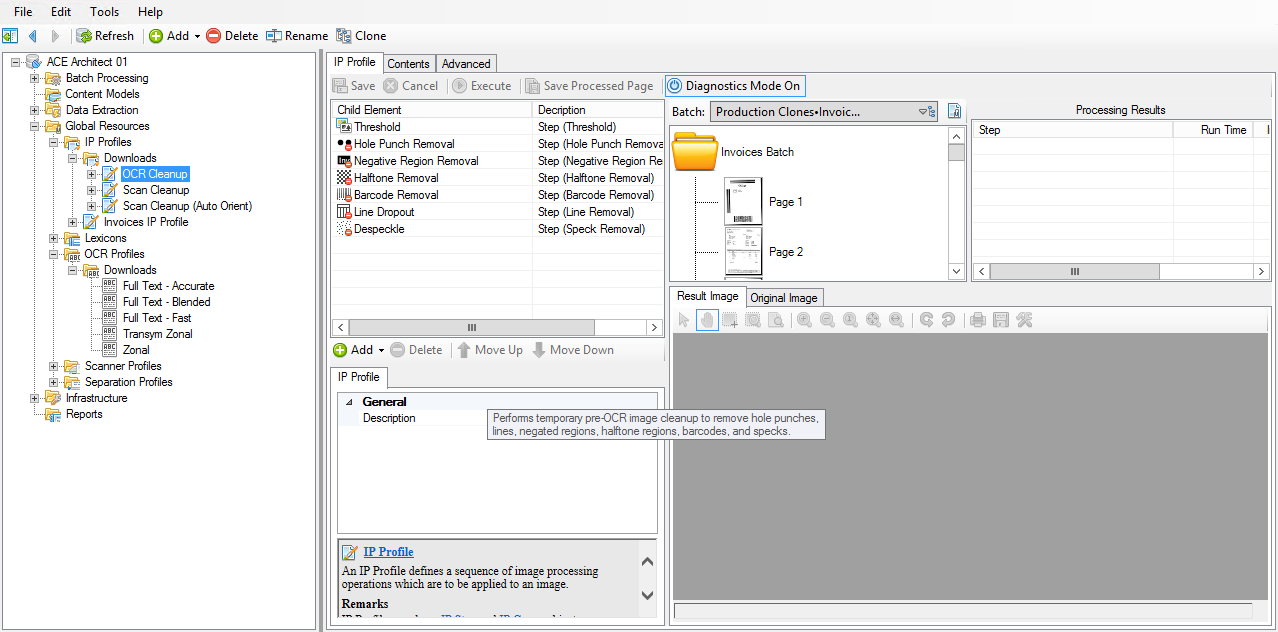 File Edit Tools Help
Refresh Add Delete Rename Clone
ACE Architect 01
Batch Processing
Content Models
Data Extraction
Global Resources
IP Profiles
Downloads
OCR Cleanup
Scan Cleanup
Scan Cleanup (Auto Orient)
Invoices IP Profile
Lexicons
OCR Profiles
Downloads
Full Text - Accurate
Full Text - Blended
Full Text - Fast
Transym Zonal
Zonal
Scanner Profiles
Separation Profiles
Infrastructure
Reports
IP Profile Contents Advanced
Save Cancel Execute Save Processed Page Diagnostics Mode On
Child Element Decription
Threshold Step (Threshold)
Hole Punch Removal Step (Hole Punch Remov
Negative Region Removal Step (Negative Region Re
Halftone Removal Step (Halftone Removal)
Barcode Removal Step (Barcode Removal)
Line Dropout Step (Line Removal)
Despeckle Step (Speck Removal)
Add Delete Move Up Move Down
IP Profile
General
Description
Performs temporary pre-OCR image cleanup to remove hole punches,
lines, negated regions, halftone regions, barcodes, and specks.
IP Profile
An IP Profile defines a sequence of image processing
operations which are to be applied to an image.
Remarks
Batch: Production Clones•Invoic...
Invoices Batch
Page 1
Page 2
Processing Results
Step Run Time
Result Image Original Image